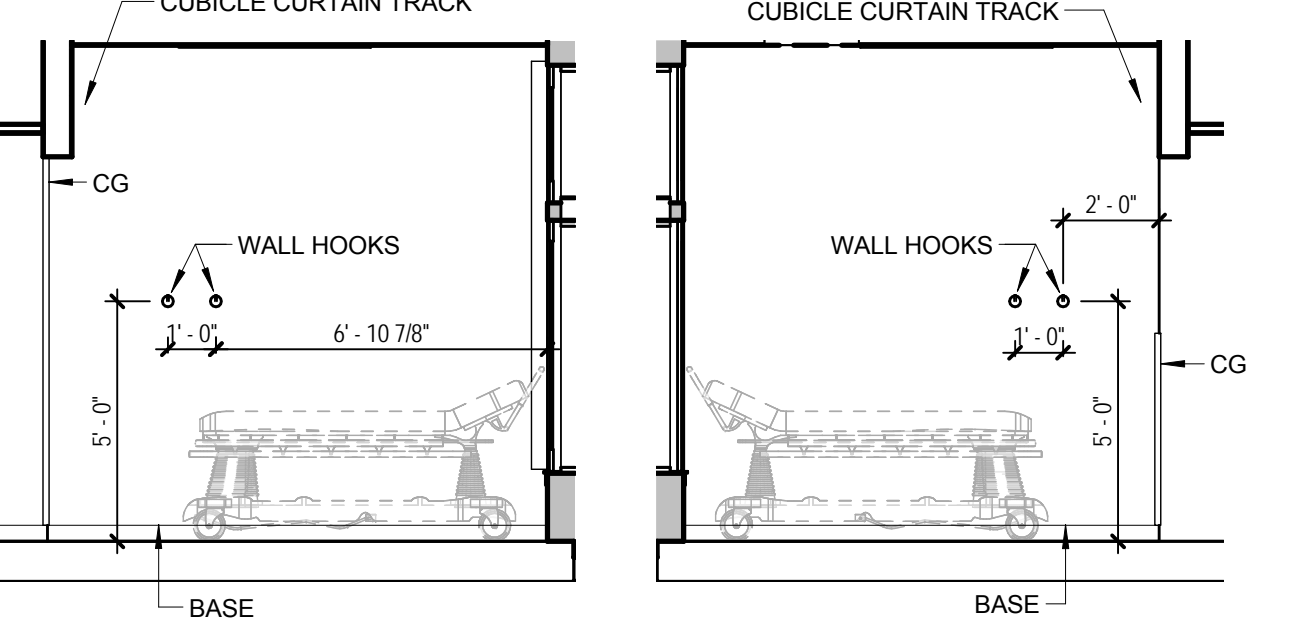 CUBICLE CURTAIN TRACK
CG
WALL HOOKS
1' - 0"
6' - 10 7/8"
5' - 0"
BASE
CUBICLE CURTAIN TRACK
2' - 0"
WALL HOOKS
1' - 0"
CG
5' - 0"
BASE